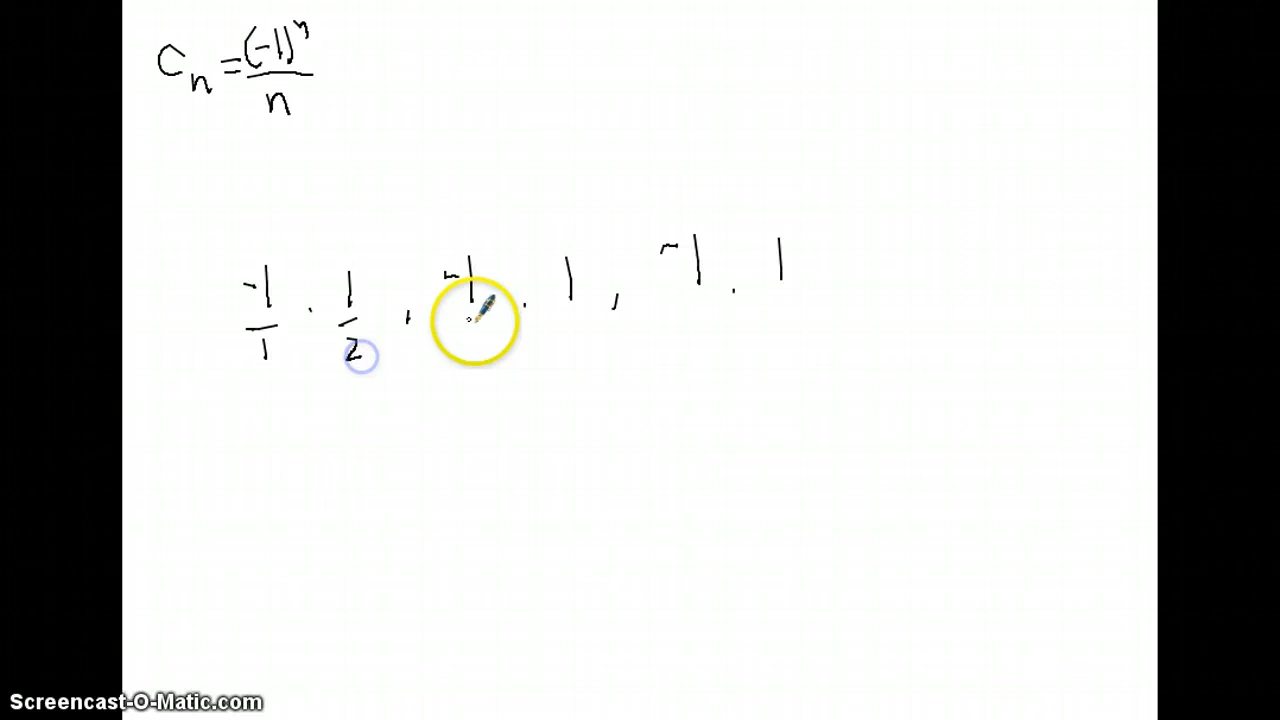 Cn = (-1)^n / n
-1/1, 1/2, -1, 1, -1, 1
Screencast-O-Matic.com